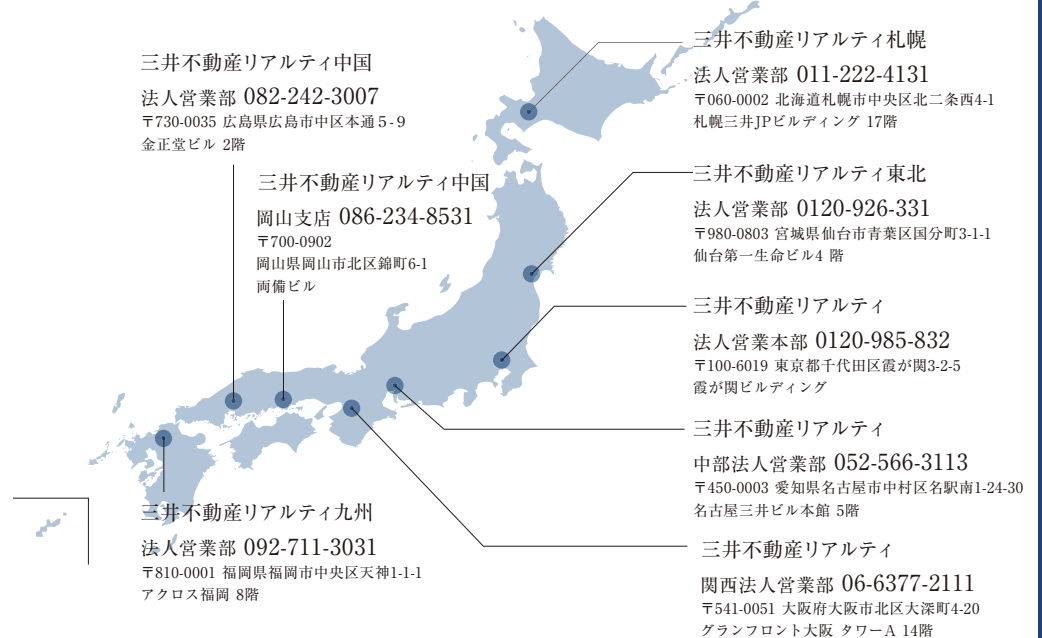 三井不動産リアルティ中国
法人営業部 082-242-3007
〒730-0035 広島県広島市中区本通5-9
金正堂ビル 2階
三井不動産リアルティ中国
岡山支店 086-234-8531
〒700-0902
岡山県岡山市北区錦町6-1
両備ビル
三井不動産リアルティ九州
法人営業部 092-711-3031
〒810-0001 福岡県福岡市中央区天神1-1-1
アクロス福岡 8階
三井不動産リアルティ札幌
法人営業部 011-222-4131
〒060-0002 北海道札幌市中央区北二条西4-1
札幌三井JPビルディング 17階
三井不動産リアルティ東北
法人営業部 0120-926-331
〒980-0803 宮城県仙台市青葉区国分町3-1-1
仙台第一生命ビル4 階
三井不動産リアルティ
法人営業本部 0120-985-832
〒100-6019 東京都千代田区霞が関3-2-5
霞が関ビルディング
三井不動産リアルティ
中部法人営業部 052-566-3113
〒450-0003 愛知県名古屋市中村区名駅南1-24-30
名古屋三井ビル本館 5階
三井不動産リアルティ
関西法人営業部 06-6377-2111
〒541-0051 大阪府大阪市北区大深町4-20
グランフロント大阪 タワーA 14階